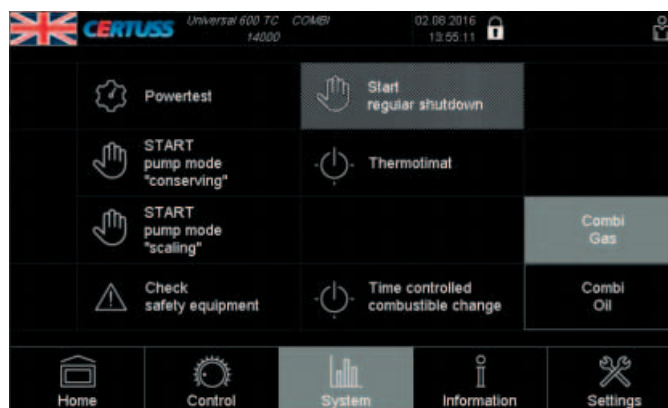 CERTUSS
Universal 600 TC COMBI
14000
02.08.2016
13:55:11
Powertest
Start
regular shutdown
START
pump mode
"conserving"
Thermotimat
START
pump mode
"scaling"
Combi
Gas
Check
safety equipment
Time controlled
combustible change
Combi
Oil
Home
Control
System
Information
Settings